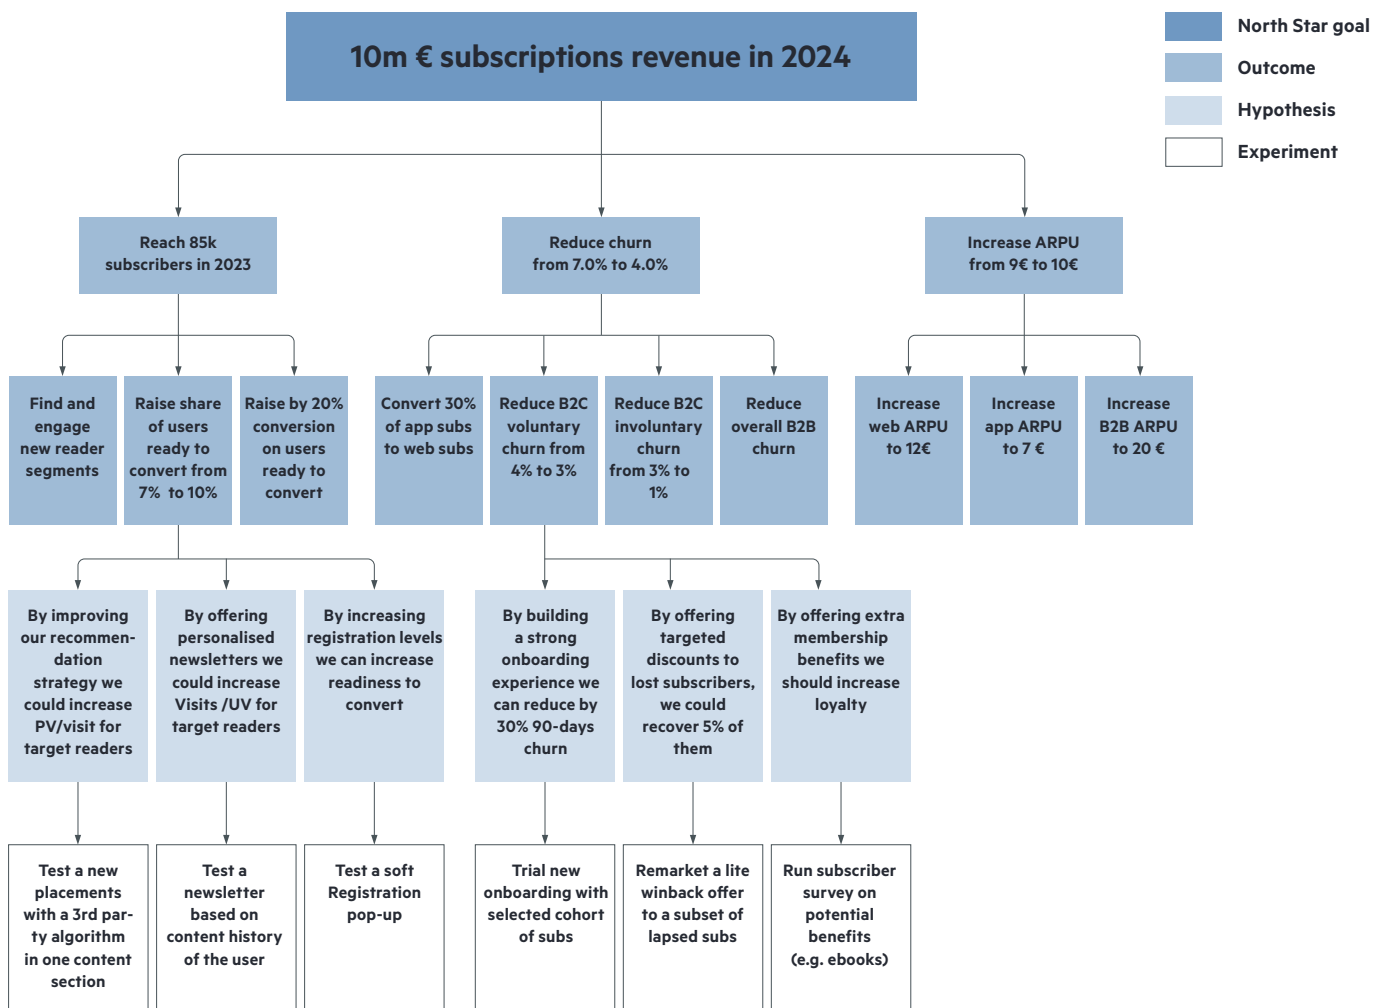 10m € subscriptions revenue in 2024
North Star goal
Outcome
Hypothesis
Experiment
Reach 85k
subscribers in 2023
Reduce churn
from 7.0% to 4.0%
Increase ARPU
from 9€ to 10€
Find and
engage
new reader
segments
Raise share
of users
ready to
convert from
7% to 10%
Raise by 20%
conversion
on users
ready to
convert
Convert 30%
of app subs
to web subs
Reduce B2C
voluntary
churn from
4% to 3%
Reduce B2C
involuntary
churn
from 3% to
1%
Reduce
overall B2B
churn
Increase
web ARPU
to 12€
Increase
app ARPU
to 7 €
Increase
B2B ARPU
to 20 €
By improving
our recommen-
dation
strategy we
could increase
PV/visit for
target readers
By offering
personalised
newsletters we
could increase
Visits /UV for
target readers
By increasing
registration levels
we can increase
readiness to
convert
By building
a strong
onboarding
experience we
can reduce by
30% 90-days
churn
By offering
targeted
discounts to
lost subscribers,
we could
recover 5% of
them
By offering extra
membership
benefits we
should increase
loyalty
Test a new
placements
with a 3rd par-
ty algorithm
in one content
section
Test a
newsletter
based on
content history
of the user
Test a soft
Registration
pop-up
Trial new
onboarding with
selected cohort
of subs
Remarket a lite
winback offer
to a subset of
lapsed subs
Run subscriber
survey on
potential
benefits
(e.g. ebooks)